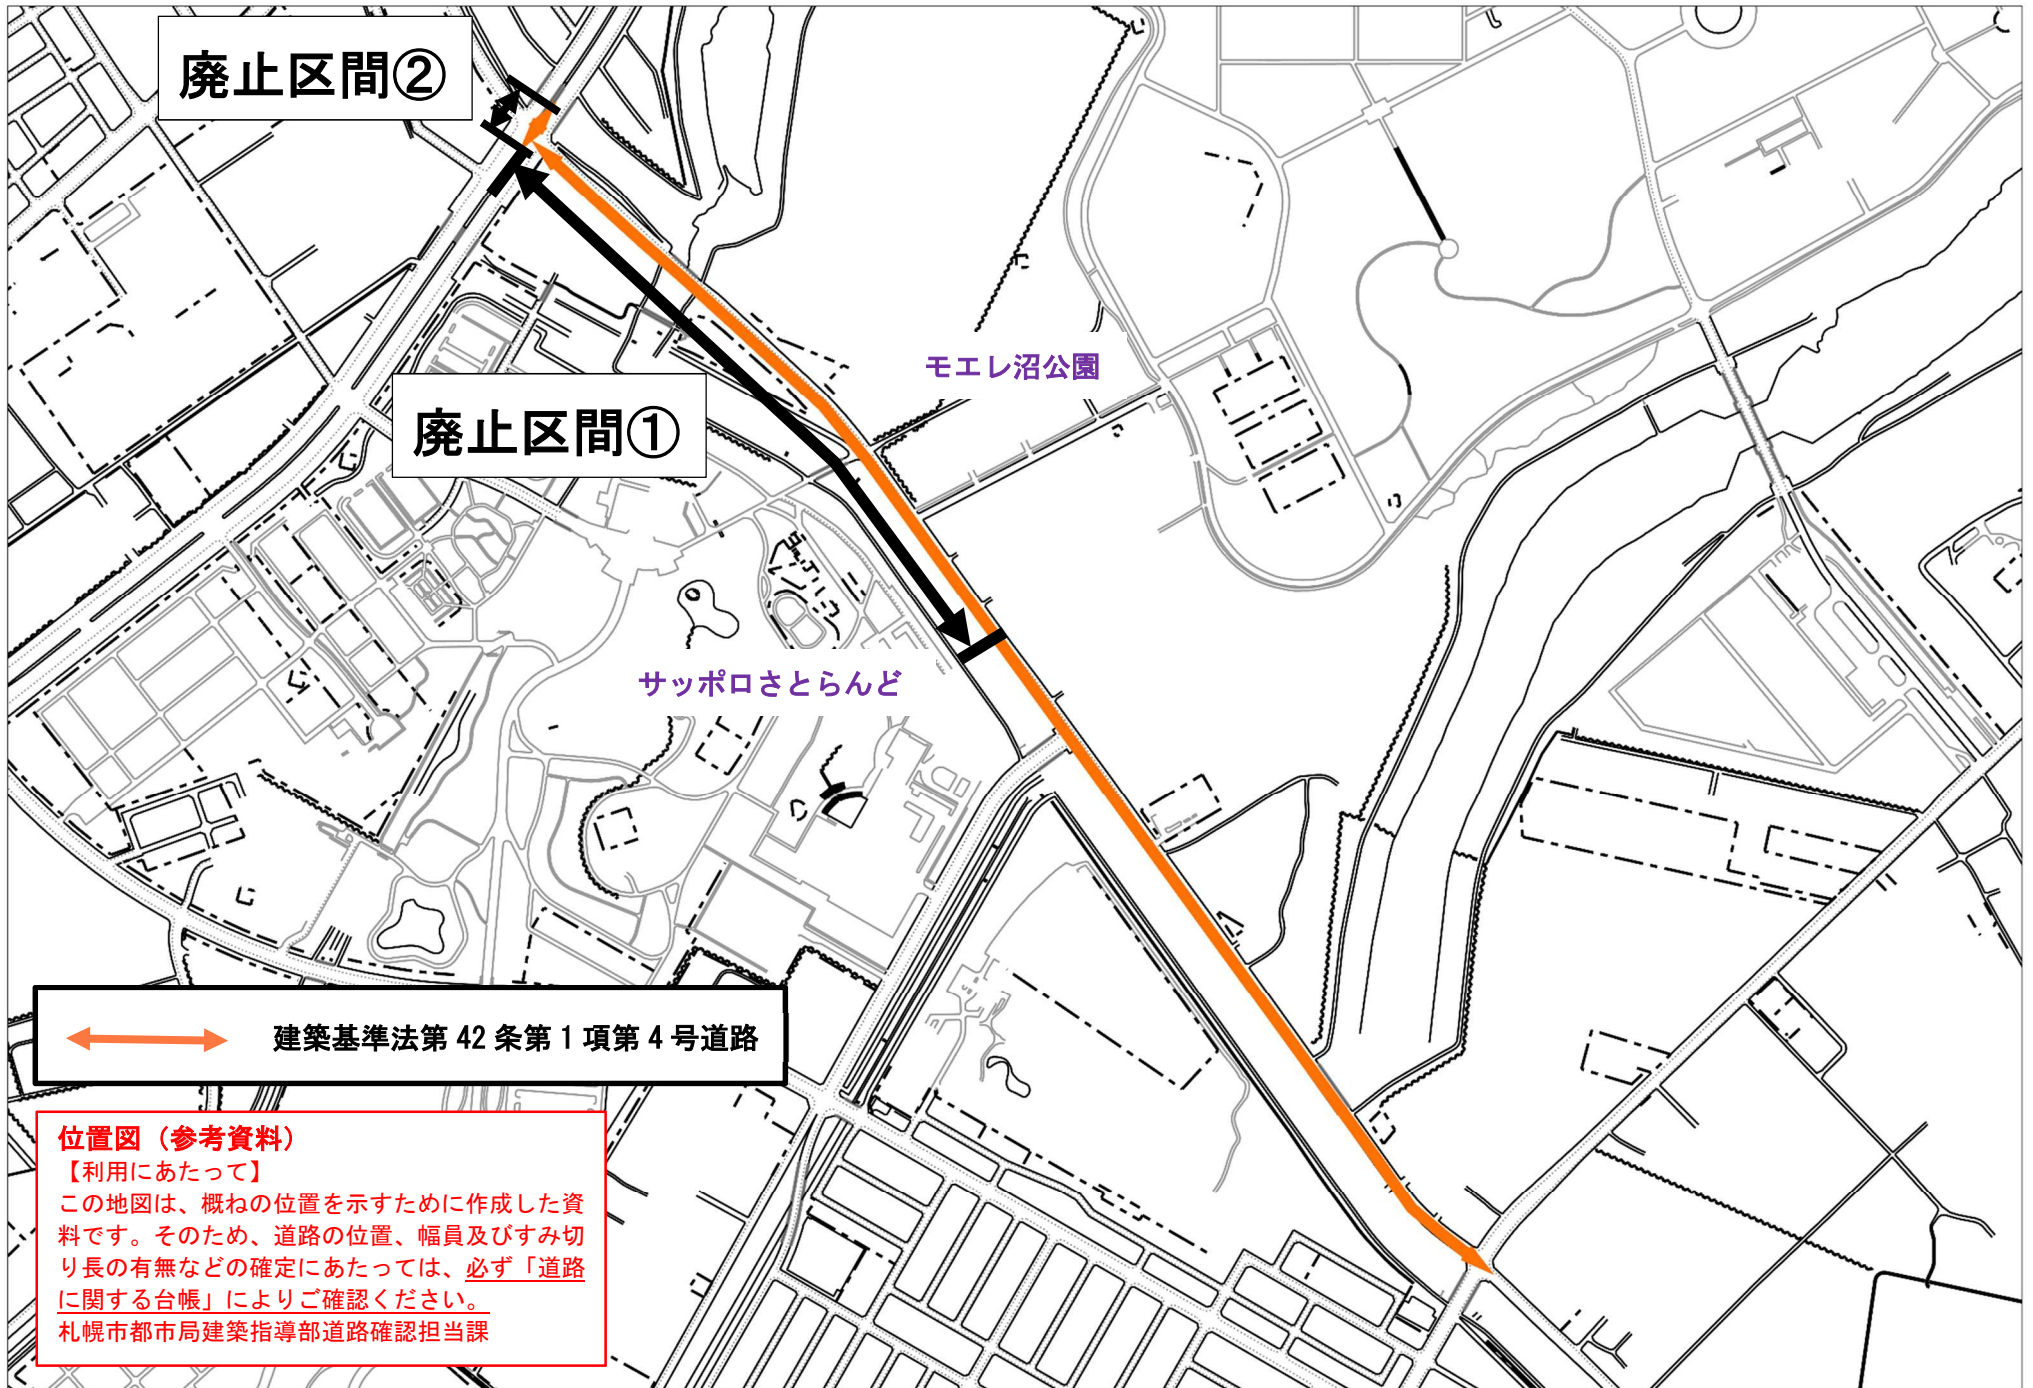 廃止区間②
モエレ沼公園
廃止区間①
サッポロさとらんど
建築基準法第 42 条第 1 項第 4 号道路
位置図（参考資料）
【利用にあたって】
この地図は、概ねの位置を示すために作成した資
料です。そのため、道路の位置、幅員及びすみ切
り長の有無などの確定にあたっては、必ず「道路
に関する台帳」によりご確認ください。
札幌市都市局建築指導部道路確認担当課